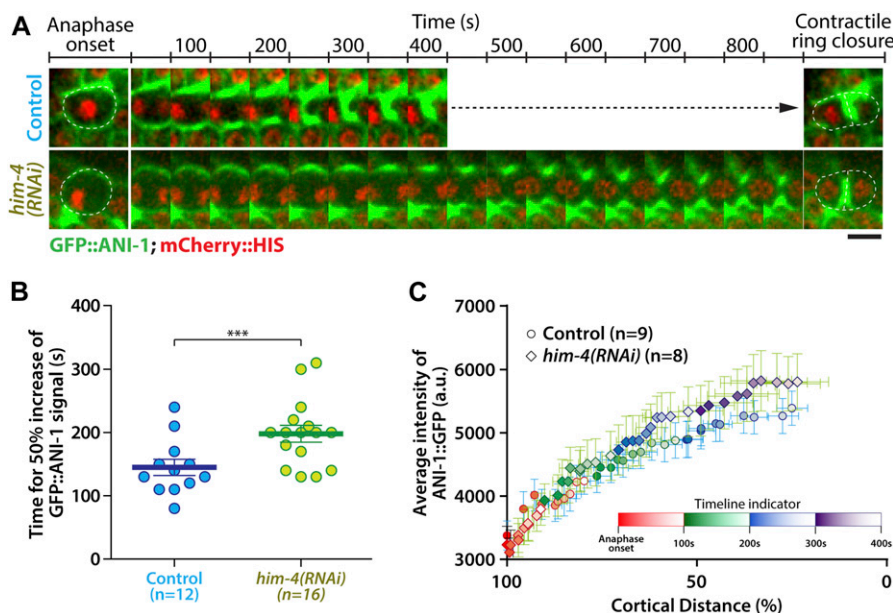 A
Anaphase onset
Time (s)
Contractile ring closure
100 200 300 400 500 600 700 800
Control
him-4 (RNAi)
GFP::ANI-1; mCherry::HIS
B
Time for 50% increase of GFP::ANI-1 signal (s)
400
300
200
100
0
***
Control (n=12)
him-4(RNAi) (n=16)
C
Average intensity of ANI-1::GFP (a.u.)
7000
6000
5000
4000
3000
Control (n=9)
him-4(RNAi) (n=8)
Timeline indicator
Anaphase onset
100s 200s 300s 400s
100 50 0
Cortical Distance (%)